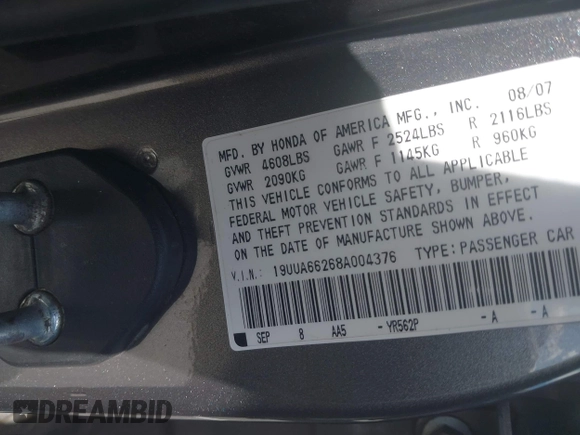 MFD. BY HONDA OF AMERICA MFG., INC. 08/07
GVWR 4608LBS GAWR F 2524LBS R 2116LBS
GVWR 2090KG GAWR F 1145KG R 960KG
THIS VEHICLE CONFORMS TO ALL APPLICABLE
FEDERAL MOTOR VEHICLE SAFETY, BUMPER,
AND THEFT PREVENTION STANDARDS IN EFFECT
ON THE DATE OF MANUFACTURE SHOWN ABOVE.
V.I.N. 19UUA66268A004376 TYPE:PASSENGER CAR
SEP 8 AA5 -YR562P -A -A
DREAMBID